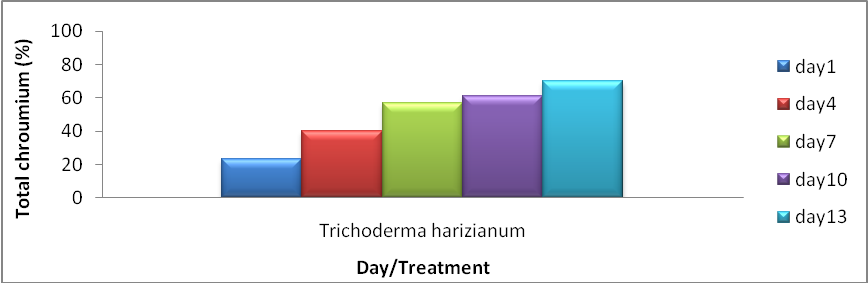 Total chroumium (%)
100
80
60
40
20
0
Trichoderma harizianum
Day/Treatment
day1
day4
day7
day10
day13